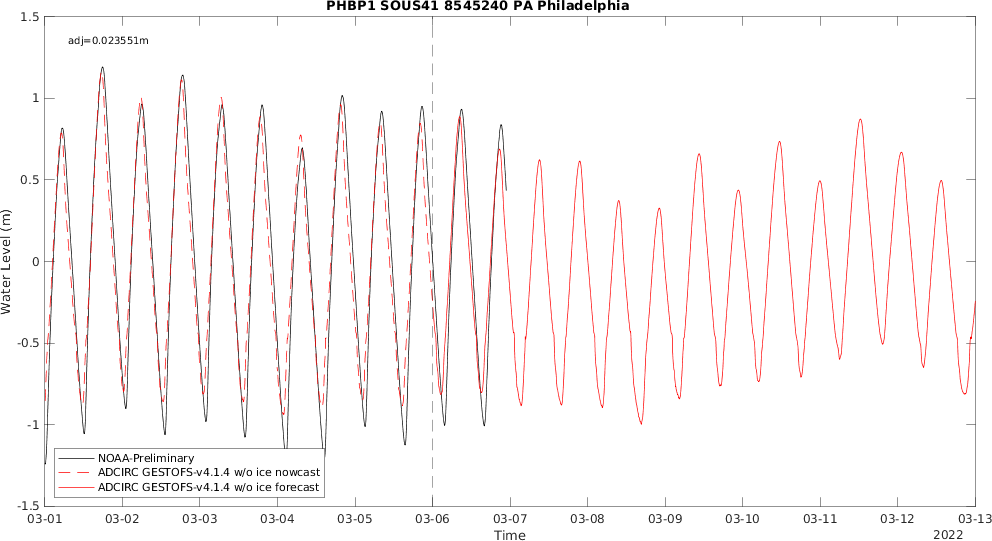 PHBP1 SOUS41 8545240 PA Philadelphia
1.5
adj=0.023551m
1
0.5
0
-0.5
-1
-1.5
Water Level (m)
NOAA-Preliminary
ADCIRC GESTOFS-v4.1.4 w/o ice nowcast
ADCIRC GESTOFS-v4.1.4 w/o ice forecast
03-01 03-02 03-03 03-04 03-05 03-06 03-07 03-08 03-09 03-10 03-11 03-12 03-13
Time
2022